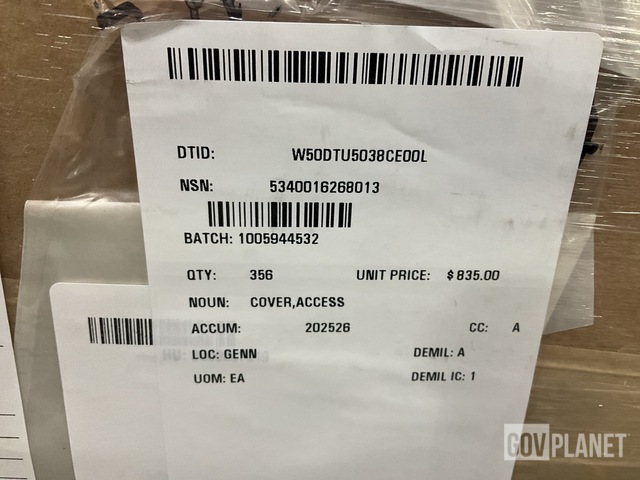 DTID: W50DTU5038CE00L
NSN: 5340016268013
BATCH: 1005944532
QTY: 356 UNIT PRICE: $835.00
NOUN: COVER,ACCESS
ACCUM: 202526 CC: A
LOC: GENN DEMIL: A
UOM: EA DEMIL IC: 1
GOVPLANET